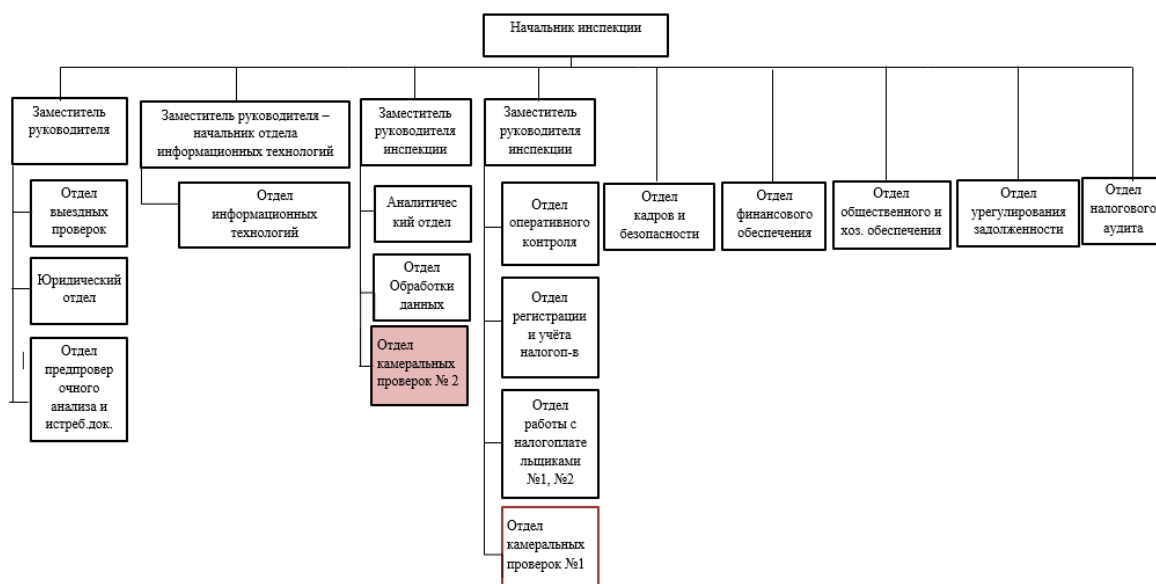 Начальник инспекции
Заместитель
руководителя
Заместитель руководителя –
начальник отдела
информационных технологий
Заместитель
руководителя
инспекции
Заместитель
руководителя
инспекции
Отдел
кадров и
безопасности
Отдел
финансового
обеспечения
Отдел
общественного и
хоз. обеспечения
Отдел
урегулирования
задолженности
Отдел
налогового
аудита
Отдел
выездных
проверок
Юридический
отдел
Отдел
предпровер
очного
анализа и
истреб.док.
Отдел
информационных
технологий
Аналитичес
кий отдел
Отдел
Обработки
данных
Отдел
камеральных
проверок № 2
Отдел
оперативного
контроля
Отдел
регистрации
и учёта
налогоп-в
Отдел
работы с
налогоплате
льщиками
№1, №2
Отдел
камеральных
проверок №1